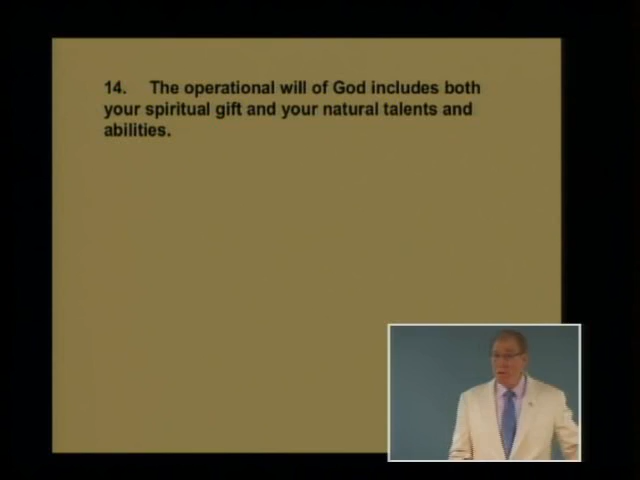 14. The operational will of God includes both
your spiritual gift and your natural talents and
abilities.